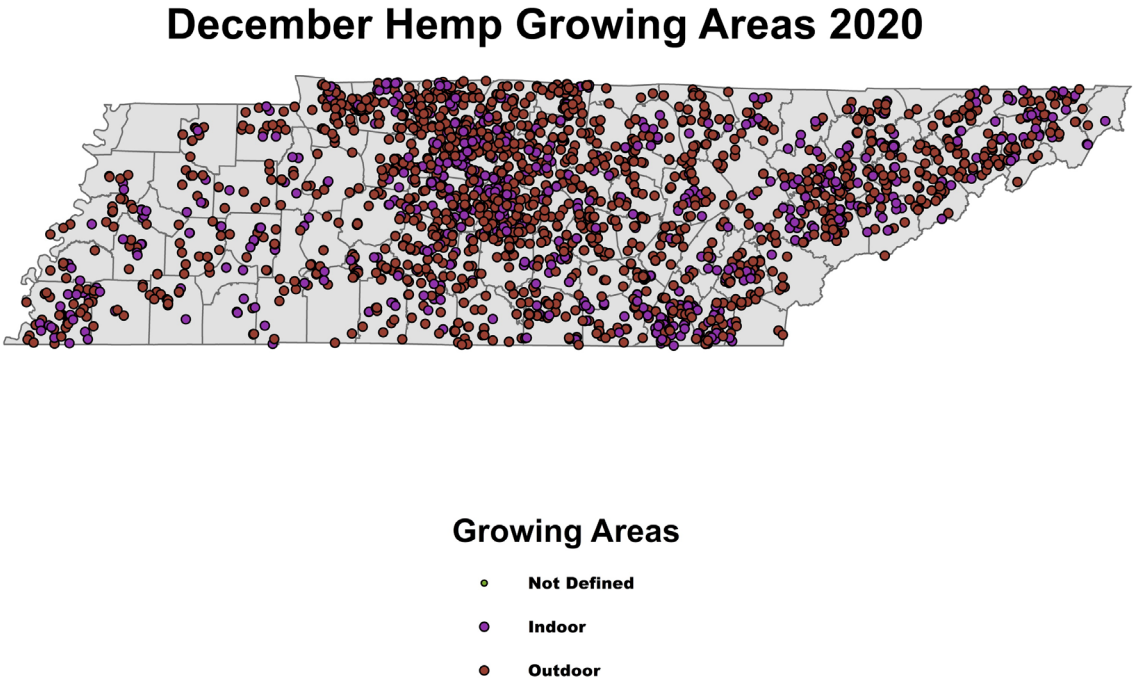 December Hemp Growing Areas 2020
Growing Areas
Not Defined
Indoor
Outdoor